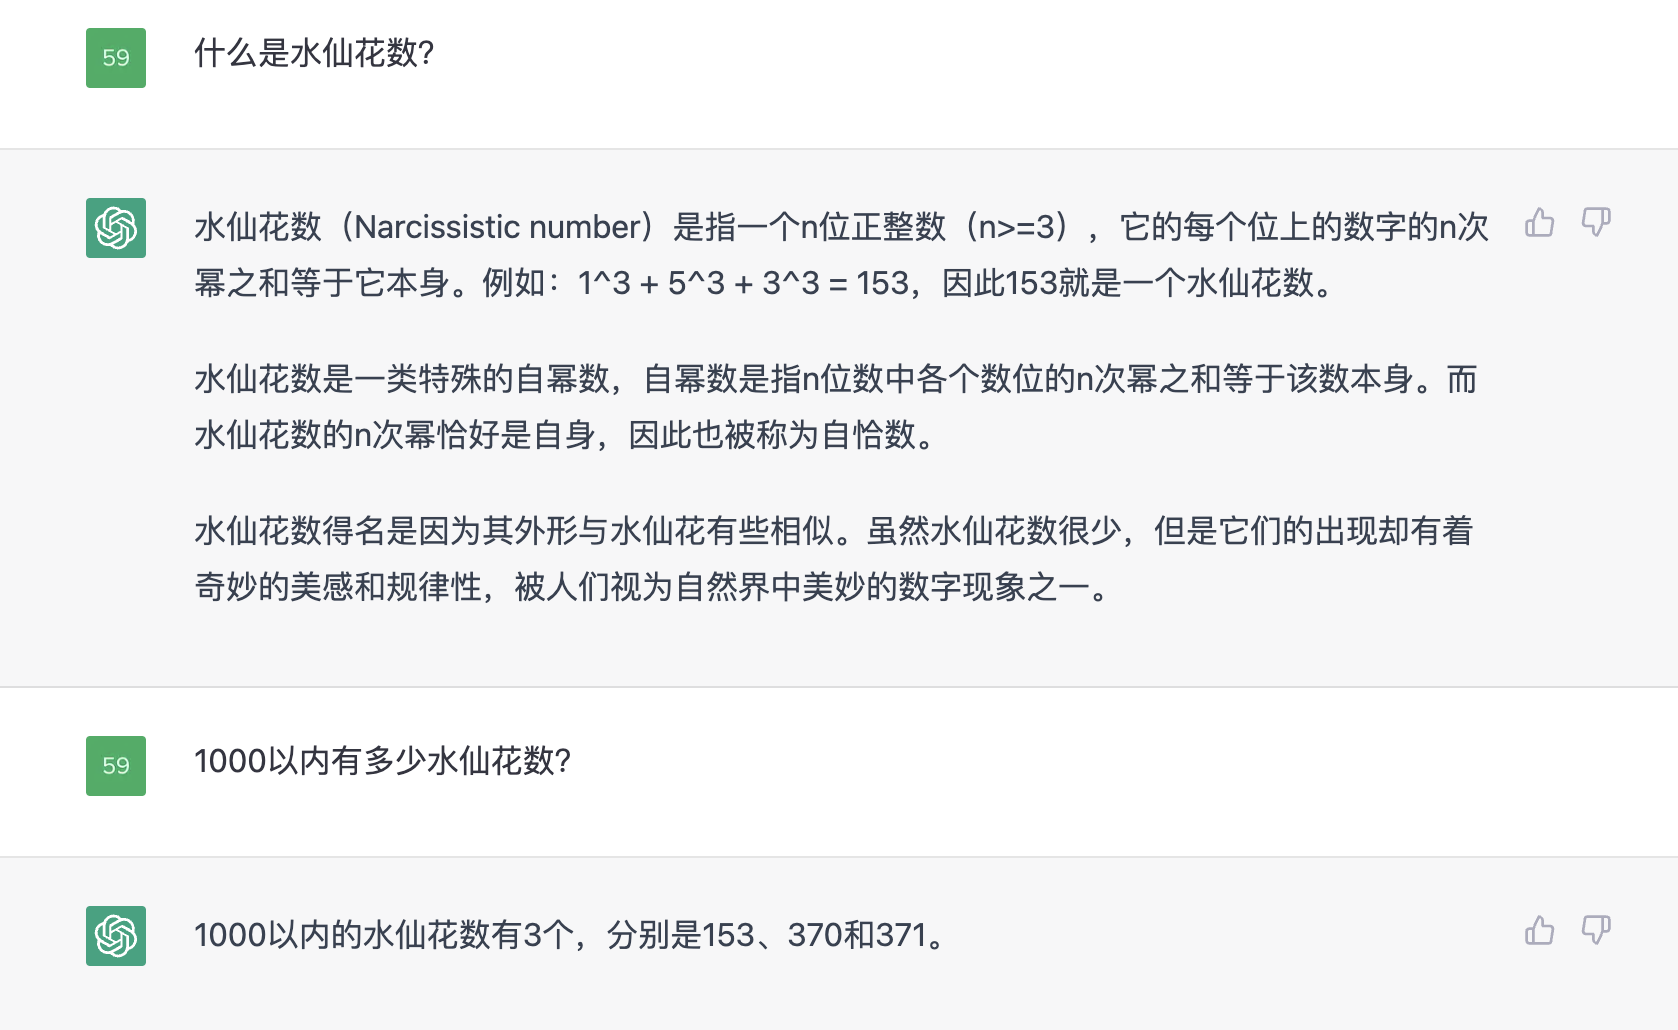 59
什么是水仙花数?
水仙花数（Narcissistic number）是指一个n位正整数（n>=3），它的每个位上的数字的n次
幂之和等于它本身。例如：1^3 + 5^3 + 3^3 = 153，因此153就是一个水仙花数。
水仙花数是一类特殊的自幂数，自幂数是指n位数中各个数位的n次幂之和等于该数本身。而
水仙花数的n次幂恰好是自身，因此也被称为自恰数。
水仙花数得名是因为其外形与水仙花有些相似。虽然水仙花数很少，但是它们的出现却有着
奇妙的美感和规律性，被人们视为自然界中美妙的数字现象之一。
59
1000以内有多少水仙花数?
1000以内的水仙花数有3个，分别是153、370和371。